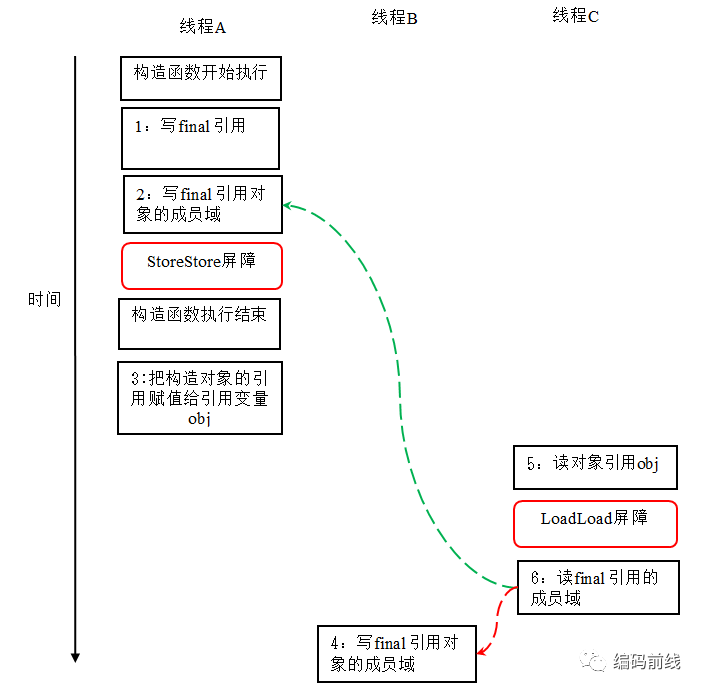 线程A
线程B
线程C
构造函数开始执行
1：写final 引用
2：写final 引用对
象的成员域
StoreStore屏障
构造函数执行结束
3:把构造对象的引
用赋值给引用变量
obj
时间
5：读对象引用obj
LoadLoad屏障
6：读final 引用的
成员域
4：写final 引用对
象的成员域
编码前线